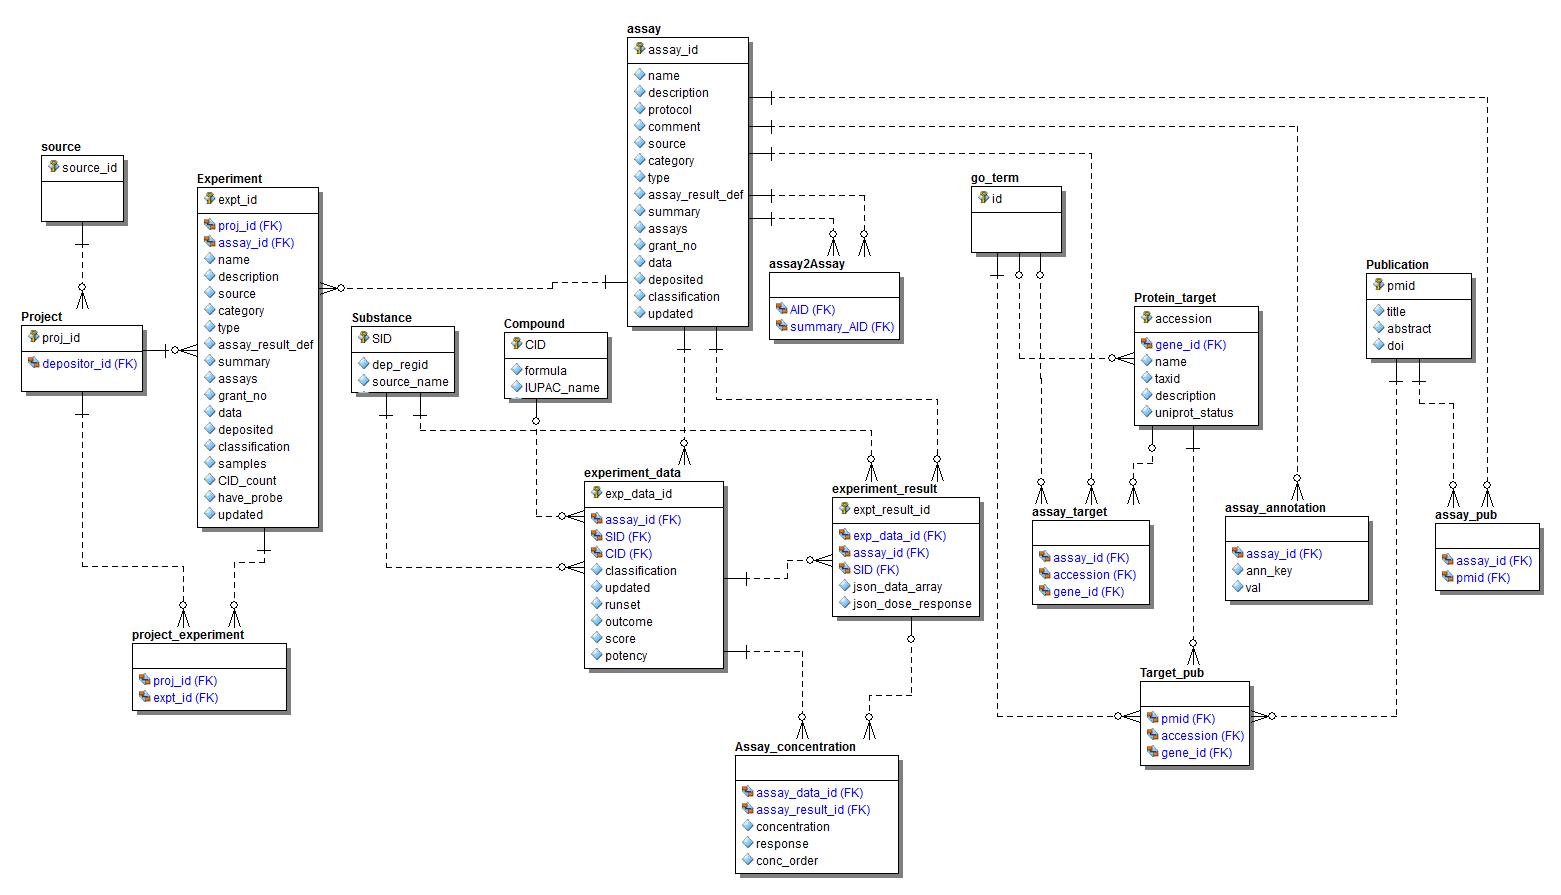 assay
assay_id
name
description
protocol
comment
source
category
type
assay_result_def
summary
assays
grant_no
data
deposited
classification
updated
source
source_id
Experiment
expt_id
proj_id (FK)
assay_id (FK)
name
description
source
category
type
assay_result_def
summary
assays
grant_no
data
deposited
classification
samples
CID_count
have_probe
updated
go_term
id
assay2Assay
AID (FK)
summary_AID (FK)
Publication
pmid
title
abstract
doi
Protein_target
accession
gene_id (FK)
name
taxid
description
uniprot_status
Project
proj_id
depositor_id (FK)
Substance
SID
dep_regid
source_name
Compound
CID
formula
IUPAC_name
experiment_data
exp_data_id
assay_id (FK)
SID (FK)
CID (FK)
classification
updated
runset
outcome
score
potency
experiment_result
expt_result_id
exp_data_id (FK)
assay_id (FK)
SID (FK)
json_data_array
json_dose_response
assay_target
assay_id (FK)
accession (FK)
gene_id (FK)
assay_annotation
assay_id (FK)
ann_key
val
assay_pub
assay_id (FK)
pmid (FK)
project_experiment
proj_id (FK)
expt_id (FK)
Target_pub
pmid (FK)
accession (FK)
gene_id (FK)
Assay_concentration
assay_data_id (FK)
assay_result_id (FK)
concentration
response
conc_order